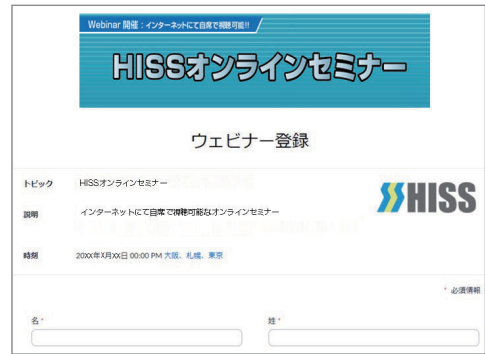 Webinar 開催：インターネットにて自席で視聴可能!!
HISSオンラインセミナー
ウェビナー登録
トピック HISSオンラインセミナー
HISS
説明 インターネットにて自席で視聴可能なオンラインセミナー
時刻 20XX年X月XX日 00:00 PM 大阪、札幌、東京
* 必須情報
名 * 姓 *